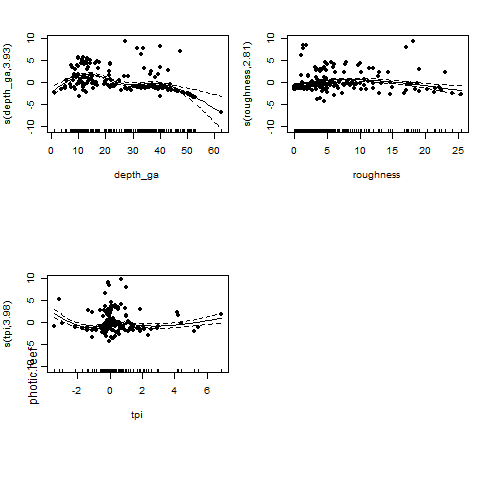 s(depth_ga,3.93)
10
5
0
-5
-10
0 10 20 30 40 50 60
depth_ga
s(roughness,2.81)
10
5
0
-5
-10
0 5 10 15 20 25
roughness
s(tpi,3.98)
10
5
0
-5
-10
-2 0 2 4 6
tpi
photic.reef